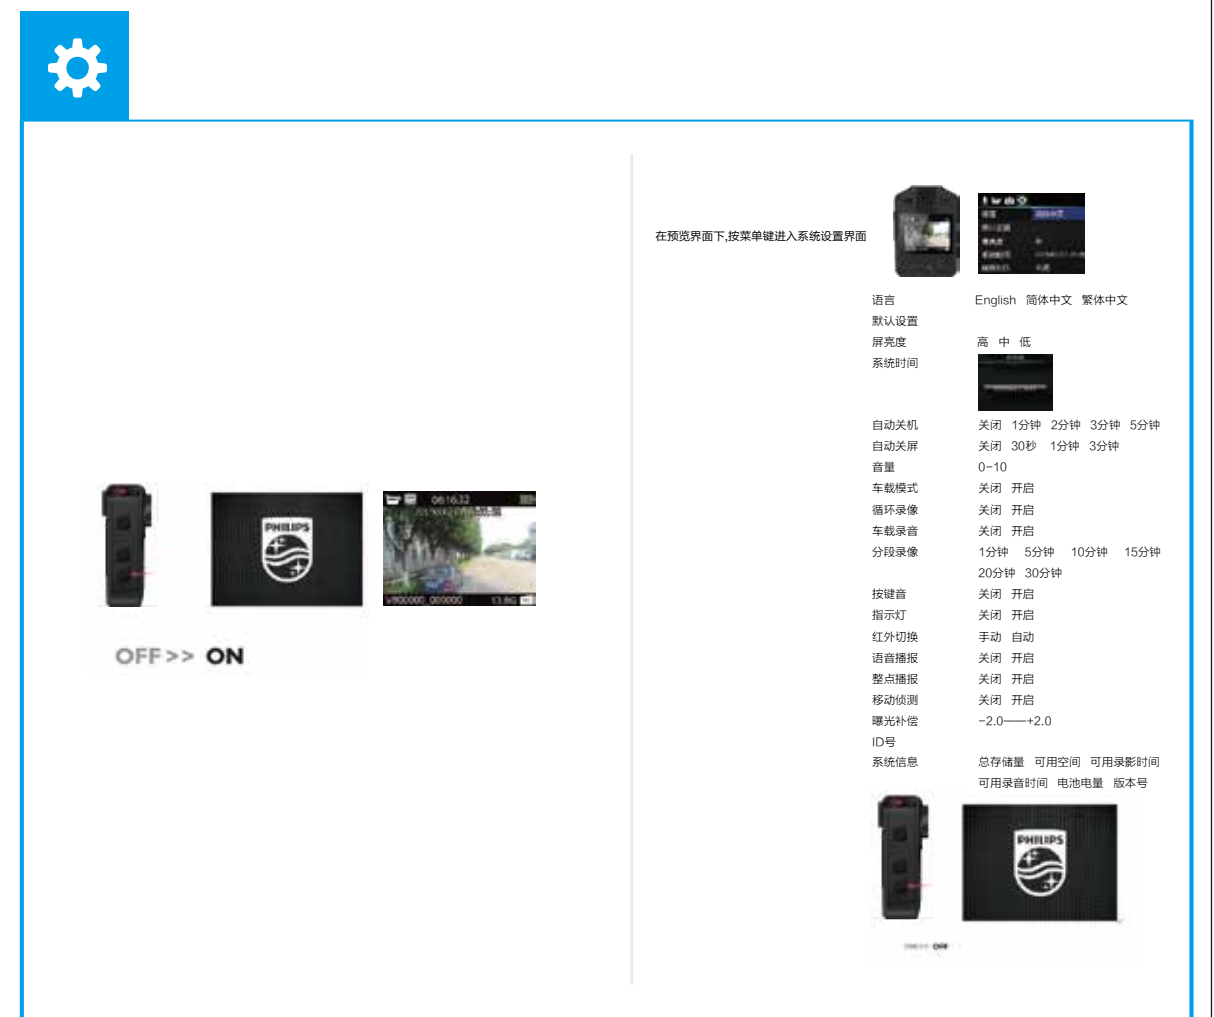 PHILIPS
06:16:22
OFF>> ON
在预览界面下,按菜单键进入系统设置界面
语言 English 简体中文 繁体中文
默认设置
屏亮度 高 中 低
系统时间
自动关机 关闭 1分钟 2分钟 3分钟 5分钟
自动关屏 关闭 30秒 1分钟 3分钟
音量 0-10
车载模式 关闭 开启
循环录像 关闭 开启
车载录音 关闭 开启
分段录像 1分钟 5分钟 10分钟 15分钟
20分钟 30分钟
按键音 关闭 开启
指示灯 关闭 开启
红外切换 手动 自动
语音播报 关闭 开启
整点播报 关闭 开启
移动侦测 关闭 开启
曝光补偿 -2.0——+2.0
ID号
系统信息 总存储量 可用空间 可用录影时间
可用录音时间 电池电量 版本号
PHILIPS
OFF